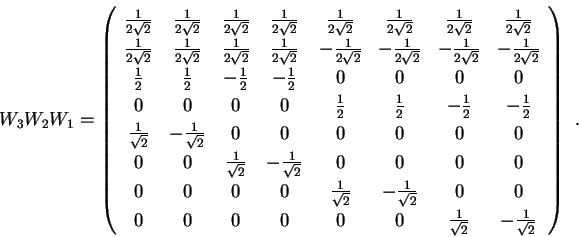 1/2√2 1/2√2 1/2√2 1/2√2 1/2√2 1/2√2 1/2√2 1/2√2
1/2√2 1/2√2 1/2√2 1/2√2 −1/2√2 −1/2√2 −1/2√2 −1/2√2
1/2 1/2 −1/2 −1/2 0 0 0 0
W₃W₂W₁ = 0 0 0 0 1/2 1/2 −1/2 −1/2 .
1/√2 −1/√2 0 0 0 0 0 0
0 0 1/√2 −1/√2 0 0 0 0
0 0 0 0 1/√2 −1/√2 0 0
0 0 0 0 0 0 1/√2 −1/√2